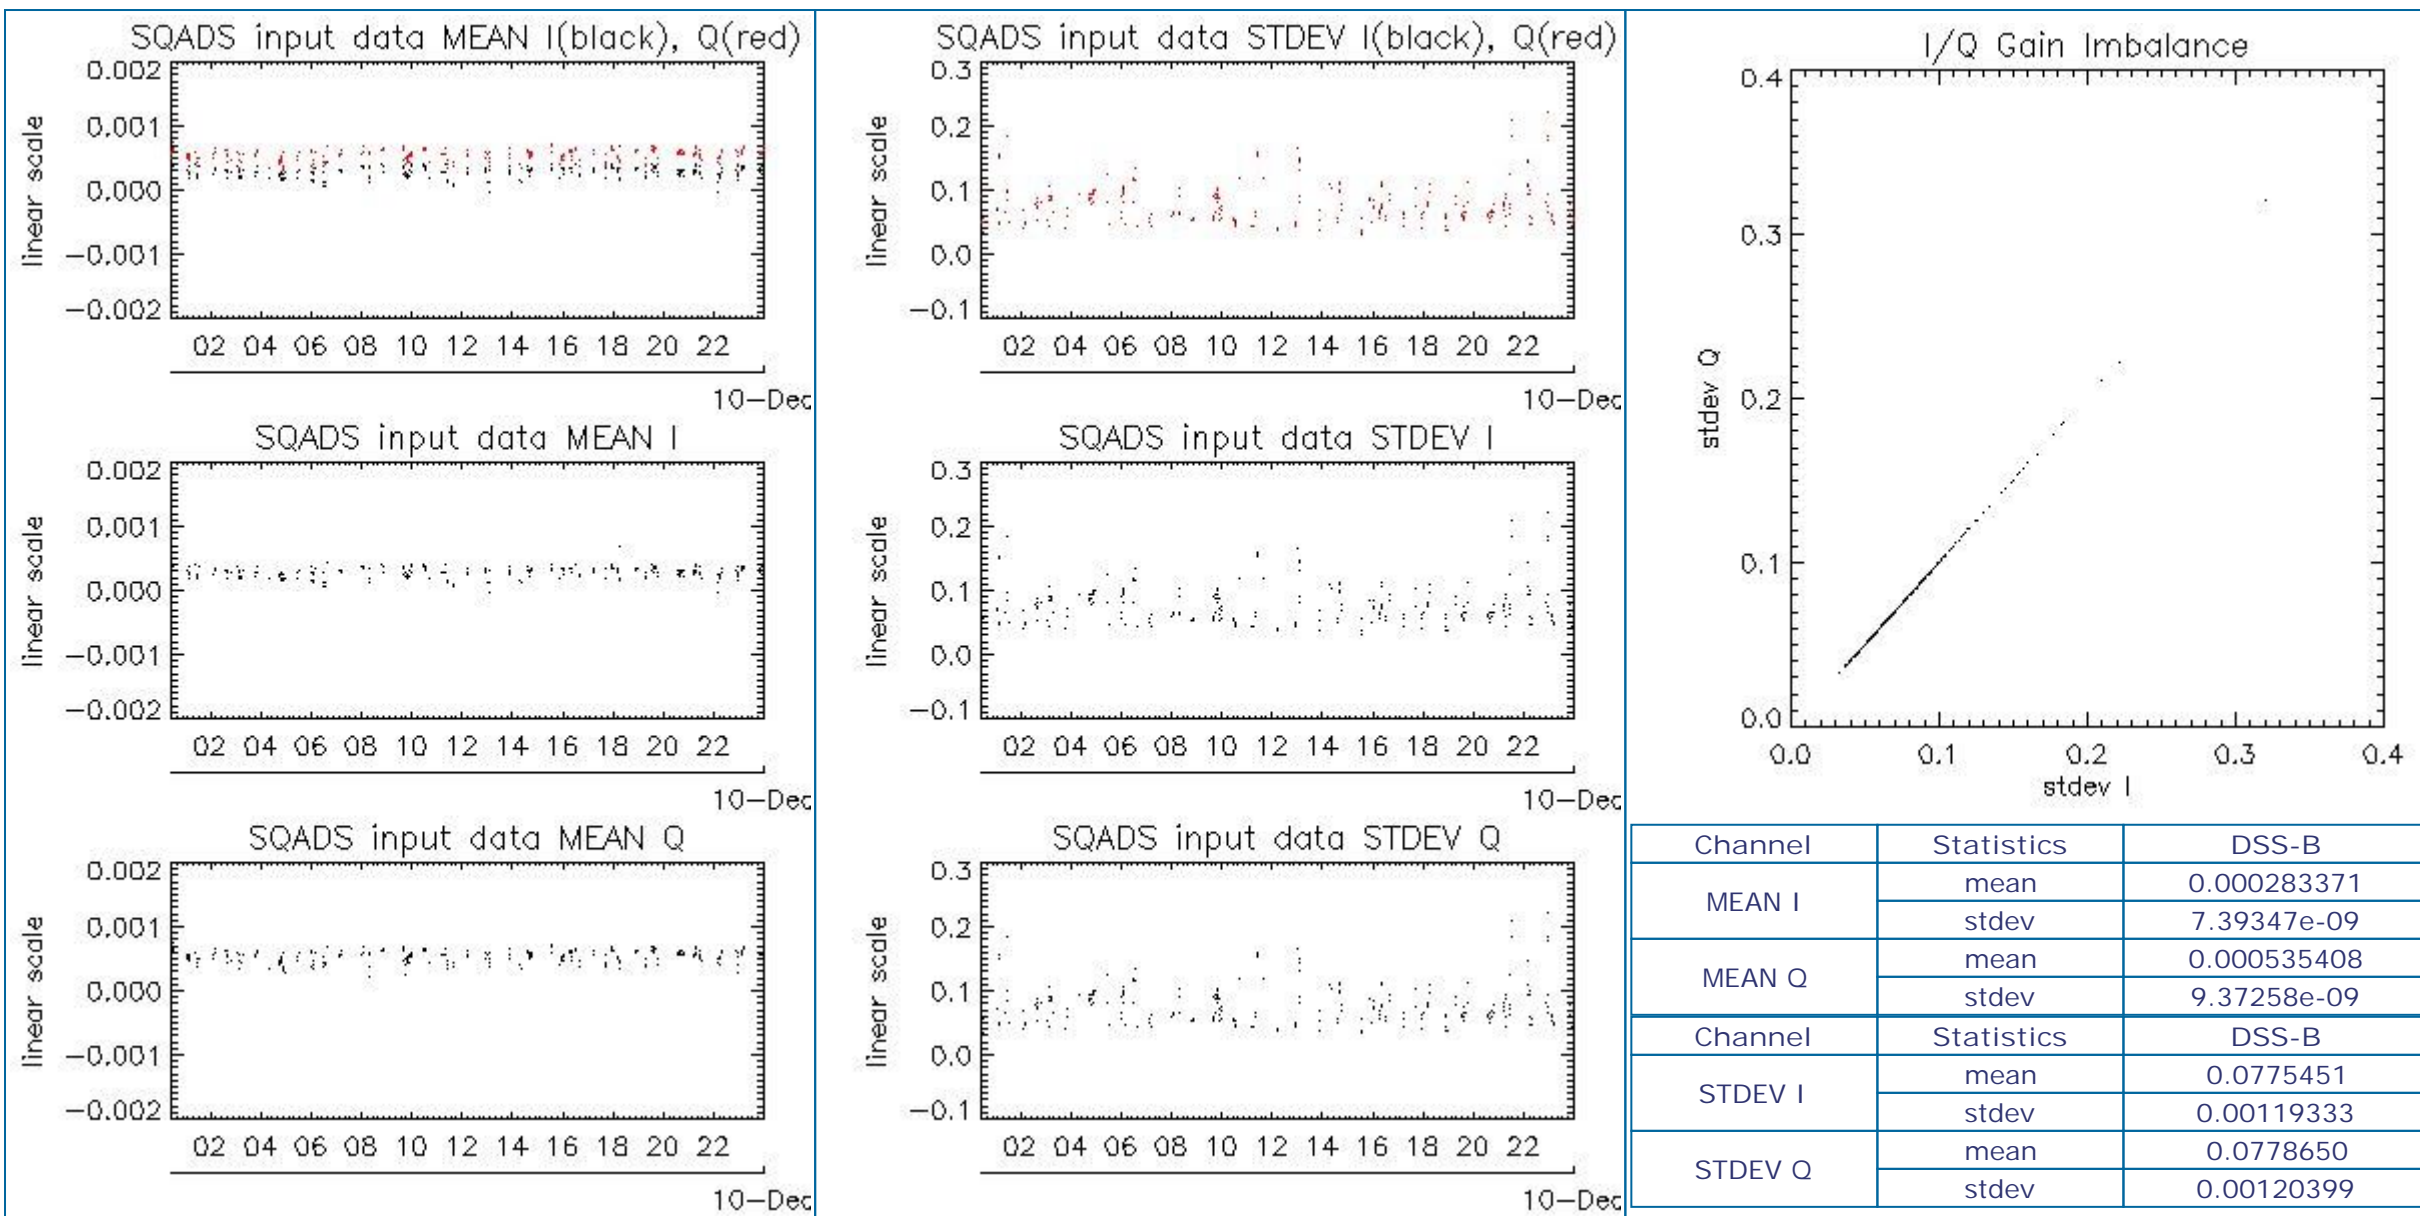 SQADS input data MEAN I(black), Q(red)
0.002
0.001
0.000
-0.001
-0.002
linear scale
02 04 06 08 10 12 14 16 18 20 22
10-Dec
SQADS input data MEAN I
0.002
0.001
0.000
-0.001
-0.002
linear scale
02 04 06 08 10 12 14 16 18 20 22
10-Dec
SQADS input data MEAN Q
0.002
0.001
0.000
-0.001
-0.002
linear scale
02 04 06 08 10 12 14 16 18 20 22
10-Dec
SQADS input data STDEV I(black), Q(red)
0.3
0.2
0.1
0.0
-0.1
linear scale
02 04 06 08 10 12 14 16 18 20 22
10-Dec
SQADS input data STDEV I
0.3
0.2
0.1
0.0
-0.1
linear scale
02 04 06 08 10 12 14 16 18 20 22
10-Dec
SQADS input data STDEV Q
0.3
0.2
0.1
0.0
-0.1
linear scale
02 04 06 08 10 12 14 16 18 20 22
10-Dec
I/Q Gain Imbalance
0.4
0.3
0.2
0.1
0.0
stdev Q
0.0 0.1 0.2 0.3 0.4
stdev I
Channel Statistics DSS-B
MEAN I mean 0.000283371
stdev 7.39347e-09
MEAN Q mean 0.000535408
stdev 9.37258e-09
Channel Statistics DSS-B
STDEV I mean 0.0775451
stdev 0.00119333
STDEV Q mean 0.0778650
stdev 0.00120399